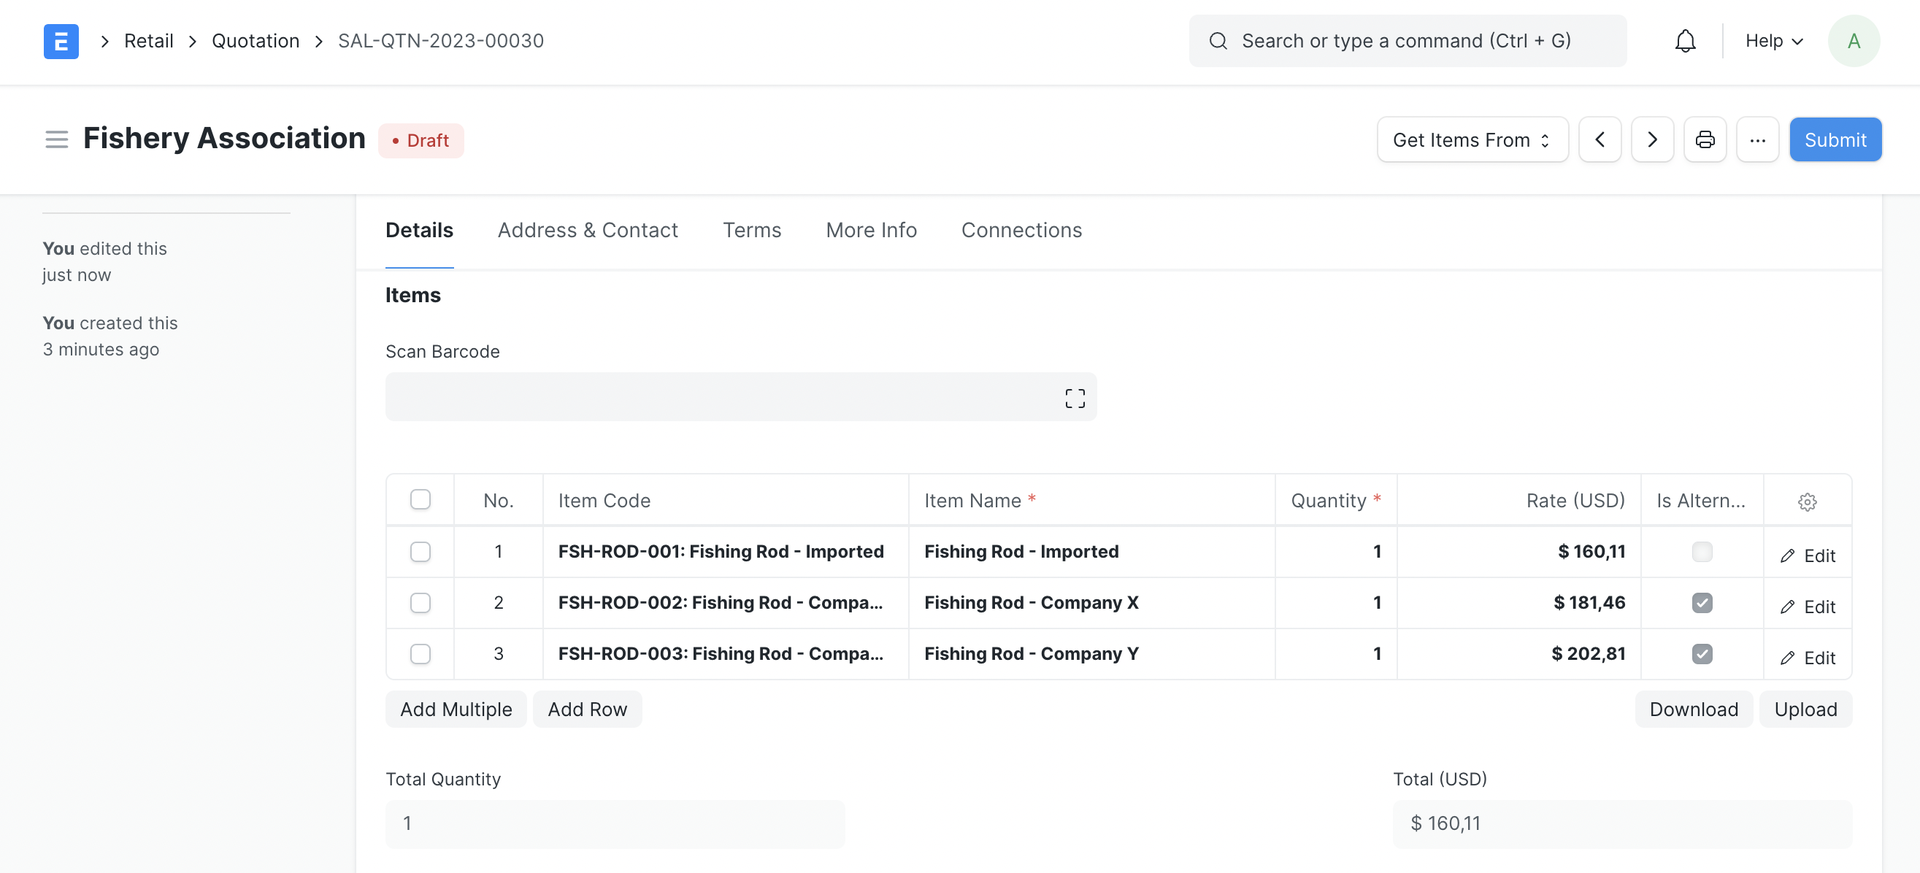 E > Retail > Quotation > SAL-QTN-2023-00030 Search or type a command (Ctrl + G) Help A
Fishery Association • Draft Get Items From < > ... Submit
Details Address & Contact Terms More Info Connections
You edited this
just now
You created this
3 minutes ago
Items
Scan Barcode
No. Item Code Item Name * Quantity * Rate (USD) Is Altern...
1 FSH-ROD-001: Fishing Rod - Imported Fishing Rod - Imported 1 $ 160,11 Edit
2 FSH-ROD-002: Fishing Rod - Compa... Fishing Rod - Company X 1 $ 181,46 Edit
3 FSH-ROD-003: Fishing Rod - Compa... Fishing Rod - Company Y 1 $ 202,81 Edit
Add Multiple Add Row Download Upload
Total Quantity Total (USD)
1 $ 160,11